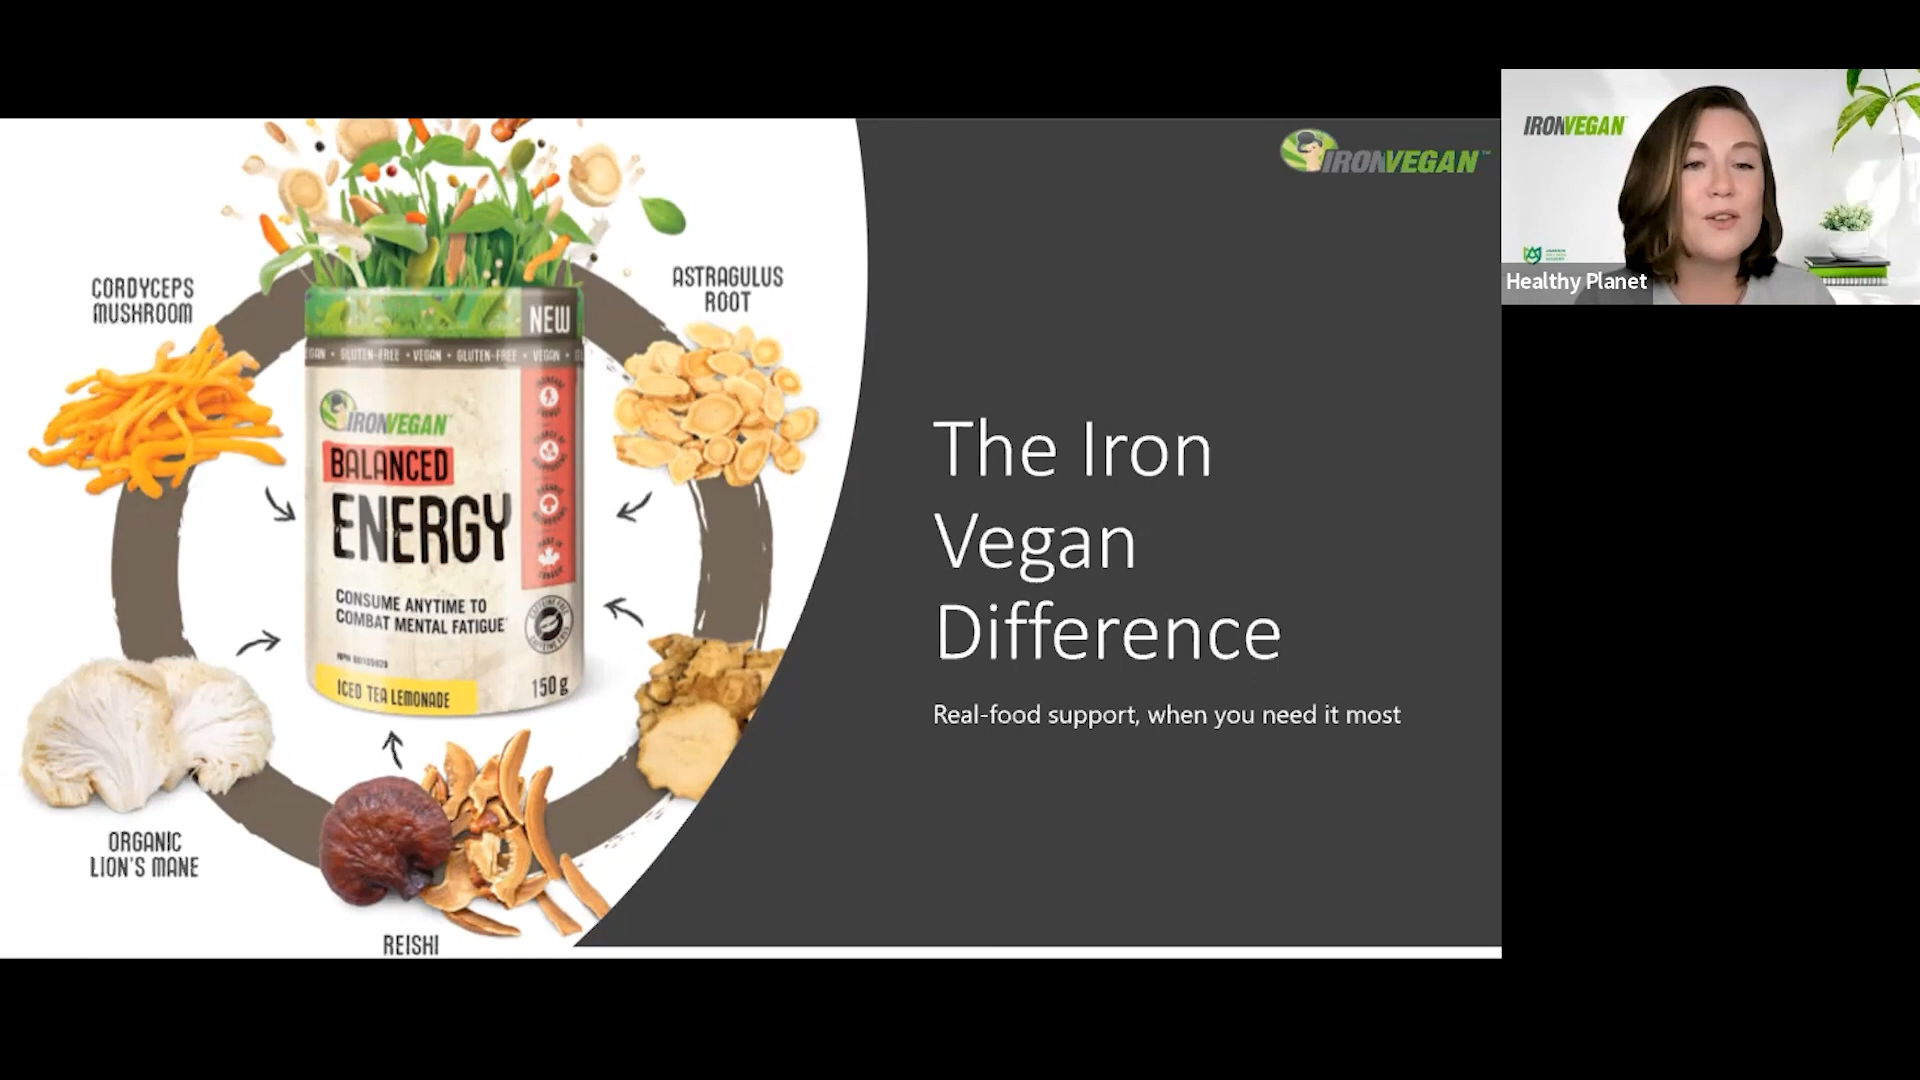 CORDYCEPS
MUSHROOM
ASTRAGULUS
ROOT
NEW
GLUTEN-FREE • VEGAN • GLUTEN-FREE • VEGAN
IRONVEGAN
BALANCED
ENERGY
CONSUME ANYTIME TO
COMBAT MENTAL FATIGUE
ICED TEA LEMONADE
150 g
ORGANIC
LION'S MANE
REISHI
IRONVEGAN™
The Iron
Vegan
Difference
Real-food support, when you need it most
IRONVEGAN
Healthy Planet